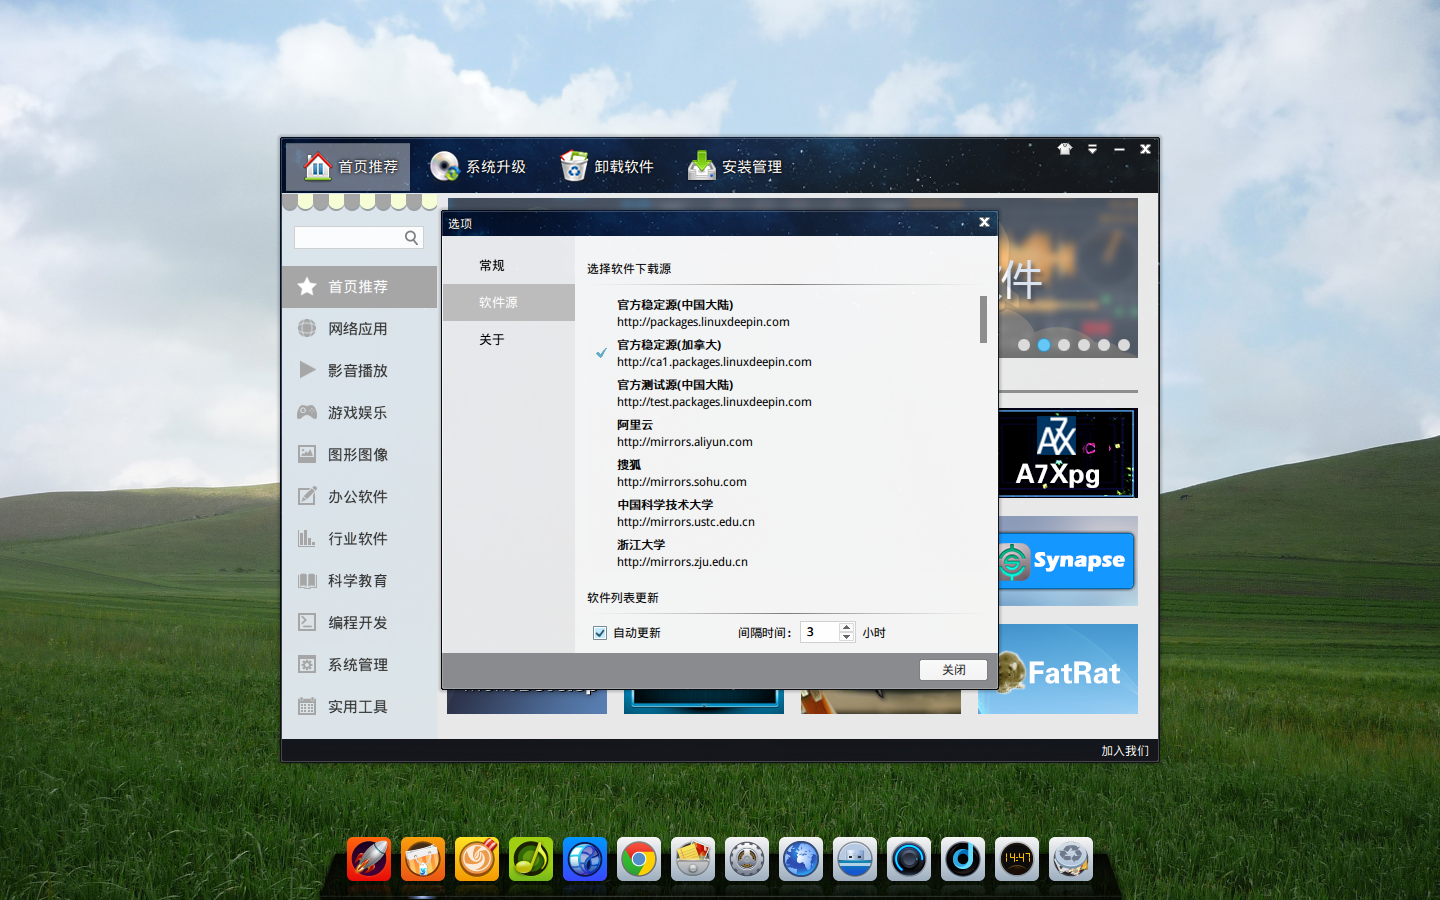 首页推荐
系统升级
卸载软件
安装管理
选项
件
常规
软件源
关于
选择软件下载源
官方稳定源(中国大陆)
http://packages.linuxdeepin.com
官方稳定源(加拿大)
http://ca1.packages.linuxdeepin.com
官方测试源(中国大陆)
http://test.packages.linuxdeepin.com
阿里云
http://mirrors.aliyun.com
搜狐
http://mirrors.sohu.com
中国科学技术大学
http://mirrors.ustc.edu.cn
浙江大学
http://mirrors.zju.edu.cn
软件列表更新
自动更新
间隔时间：
3
小时
关闭
首页推荐
网络应用
影音播放
游戏娱乐
图形图像
办公软件
行业软件
科学教育
编程开发
系统管理
实用工具
A7X
A7Xpg
Synapse
FatRat
加入我们
14:47